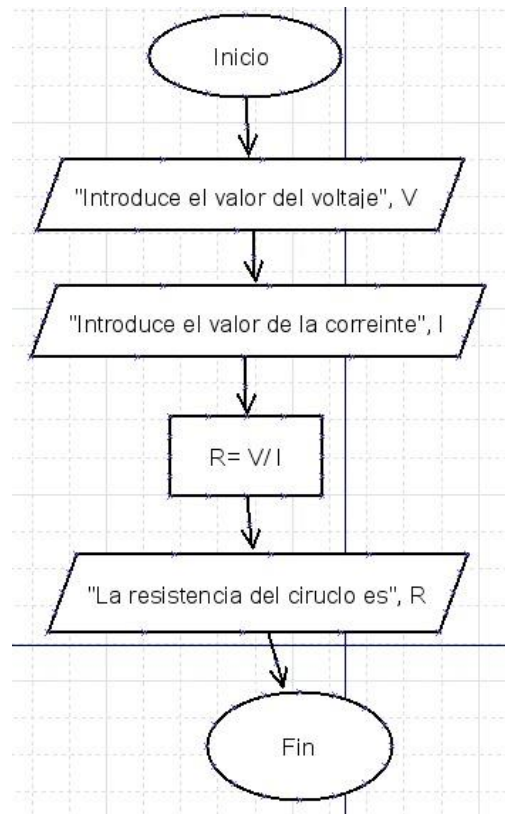 Inicio
"Introduce el valor del voltaje", V
"Introduce el valor de la correinte", I
R= V/ I
"La resistencia del ciruclo es", R
Fin